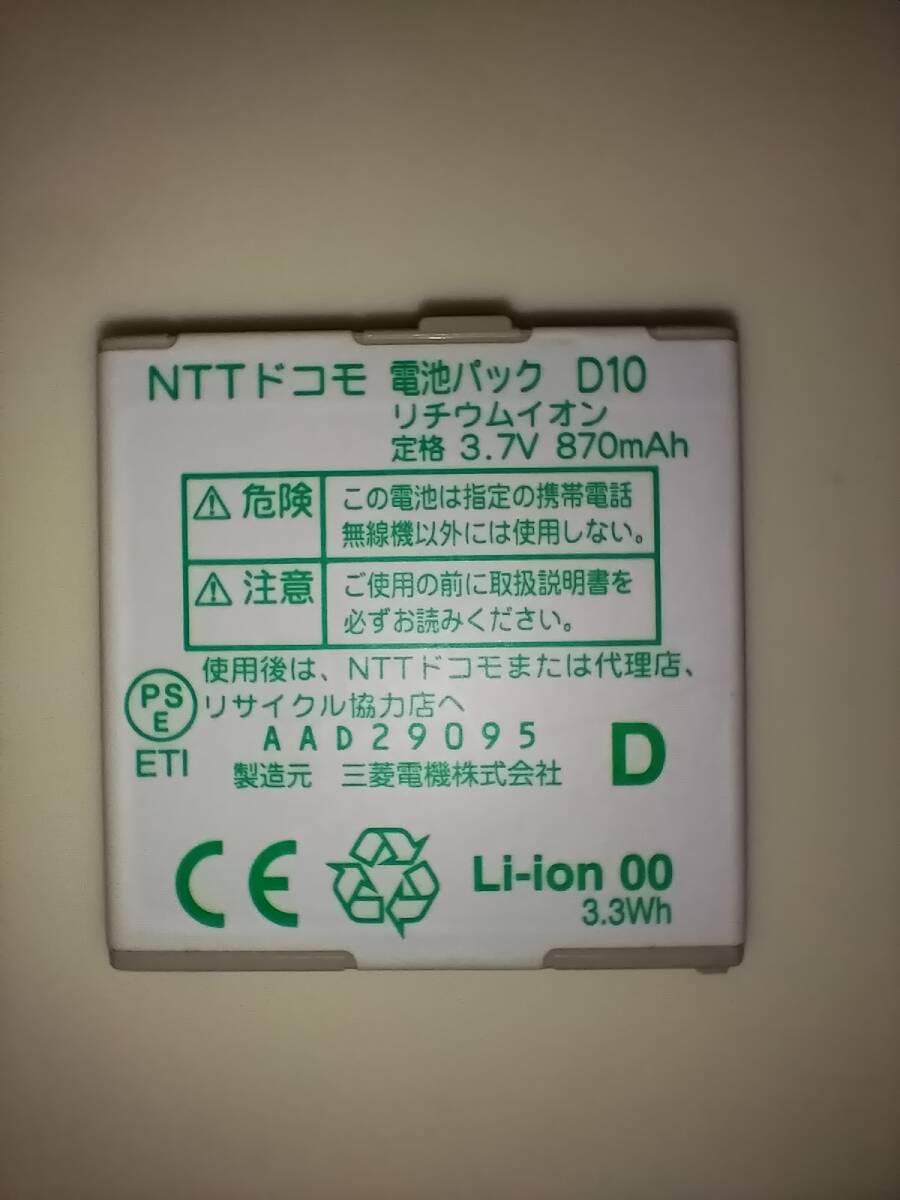 NTTドコモ 電池パック D10
リチウムイオン
定格 3.7V 870mAh
⚠危険 この電池は指定の携帯電話
無線機以外には使用しない。
⚠注意 ご使用の前に取扱説明書を
必ずお読みください。
使用後は、NTTドコモまたは代理店、
リサイクル協力店へ
PS
E
ETI
AAD29095
製造元 三菱電機株式会社
D
CE
Li-ion 00
3.3Wh